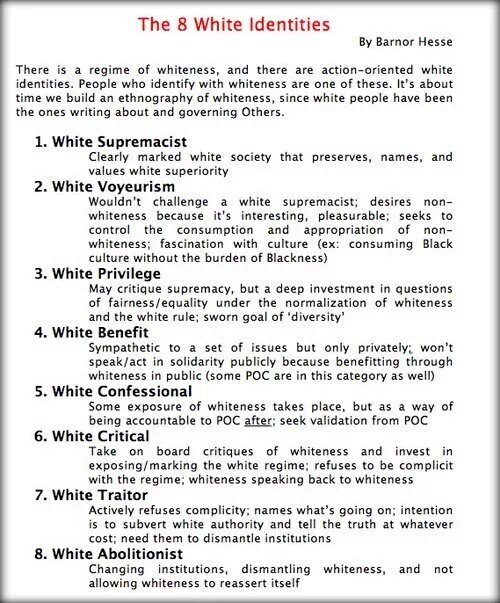 The 8 White Identities
By Barnor Hesse
There is a regime of whiteness, and there are action-oriented white
identities. People who identify with whiteness are one of these. It's about
time we build an ethnography of whiteness, since white people have been
the ones writing about and governing Others.
1. White Supremacist
Clearly marked white society that preserves, names, and
values white superiority
2. White Voyeurism
Wouldn't challenge a white supremacist; desires non-
whiteness because it's interesting, pleasurable; seeks to
control the consumption and appropriation of non-
whiteness; fascination with culture (ex: consuming Black
culture without the burden of Blackness)
3. White Privilege
May critique supremacy, but a deep investment in questions
of fairness/equality under the normalization of whiteness
and the white rule; sworn goal of 'diversity'
4. White Benefit
Sympathetic to a set of issues but only privately; won't
speak/act in solidarity publicly because benefitting through
whiteness in public (some POC are in this category as well)
5. White Confessional
Some exposure of whiteness takes place, but as a way of
being accountable to POC after; seek validation from POC
6. White Critical
Take on board critiques of whiteness and invest in
exposing/marking the white regime; refuses to be complicit
with the regime; whiteness speaking back to whiteness
7. White Traitor
Actively refuses complicity; names what's going on; intention
is to subvert white authority and tell the truth at whatever
cost; need them to dismantle institutions
8. White Abolitionist
Changing institutions, dismantling whiteness, and not
allowing whiteness to reassert itself